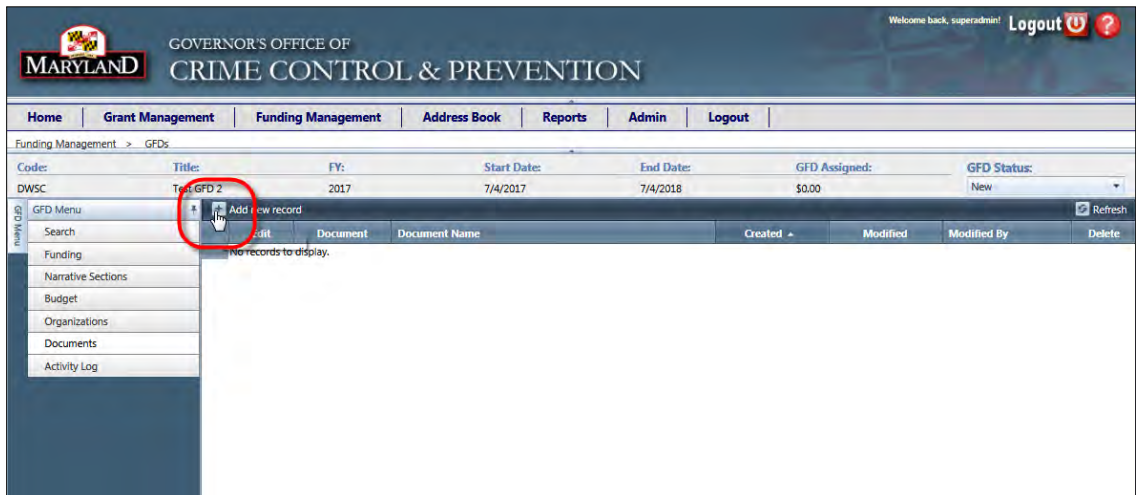 Welcome back, superadmin! Logout
MARYLAND
GOVERNOR'S OFFICE OF
CRIME CONTROL & PREVENTION
Home Grant Management Funding Management Address Book Reports Admin Logout
Funding Management > GFDs
Code: Title: FY: Start Date: End Date: GFD Assigned: GFD Status:
DWSC Test GFD 2 2017 7/4/2017 7/4/2018 $0.00 New
GFD Menu
GFD Menu Add new record Refresh
Search
Edit Document Document Name Created Modified Modified By Delete
No records to display.
Funding
Narrative Sections
Budget
Organizations
Documents
Activity Log